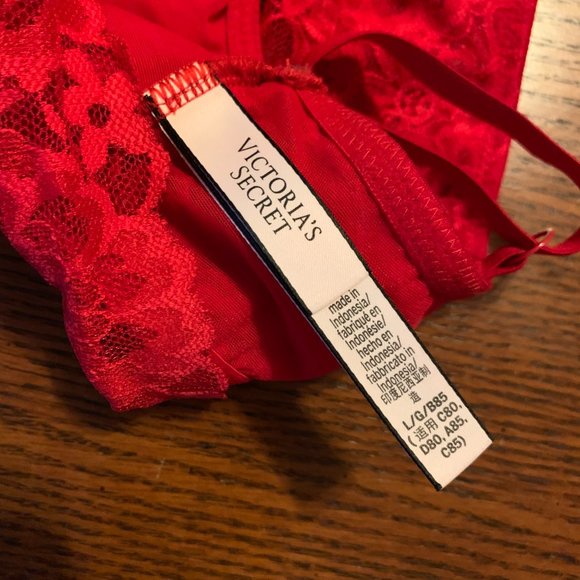 VICTORIA'S
SECRET
made in
Indonesia/
fabriqué en
Indonésie/
hecho en
Indonesia/
fabbricato in
Indonesia/
印度尼西亚制
造
L/G/B85
(适用 C80,
D80, A85,
C85)